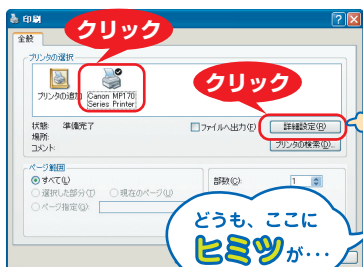 印刷
クリック
全般
プリンタの選択
プリンタの追加
Canon MP170
Series Printer
クリック
状態: 準備完了
場所:
コメント:
ファイルへ出力(F)
詳細設定(R)
プリンタの検索(D)...
ページ範囲
すべて(L)
選択した部分(T)
現在のページ(U)
ページ指定(G):
部数(C):
1
どうも、ここに
ヒミツが・・・